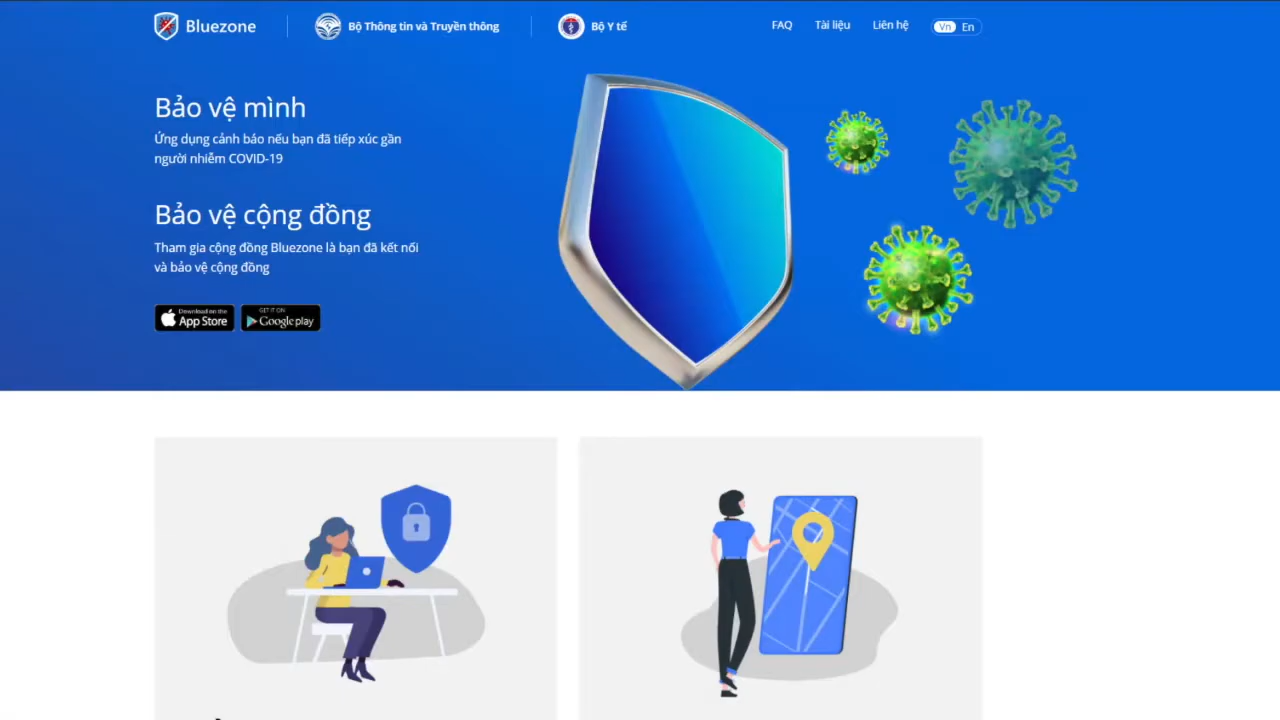 Bluezone
Bộ Thông tin và Truyền thông
Bộ Y tế
FAQ
Tài liệu
Liên hệ
Vn
En
Bảo vệ mình
Ứng dụng cảnh báo nếu bạn đã tiếp xúc gần
người nhiễm COVID-19
Bảo vệ cộng đồng
Tham gia cộng đồng Bluezone là bạn đã kết nối
và bảo vệ cộng đồng
Download on the
App Store
GET IT ON
Google play